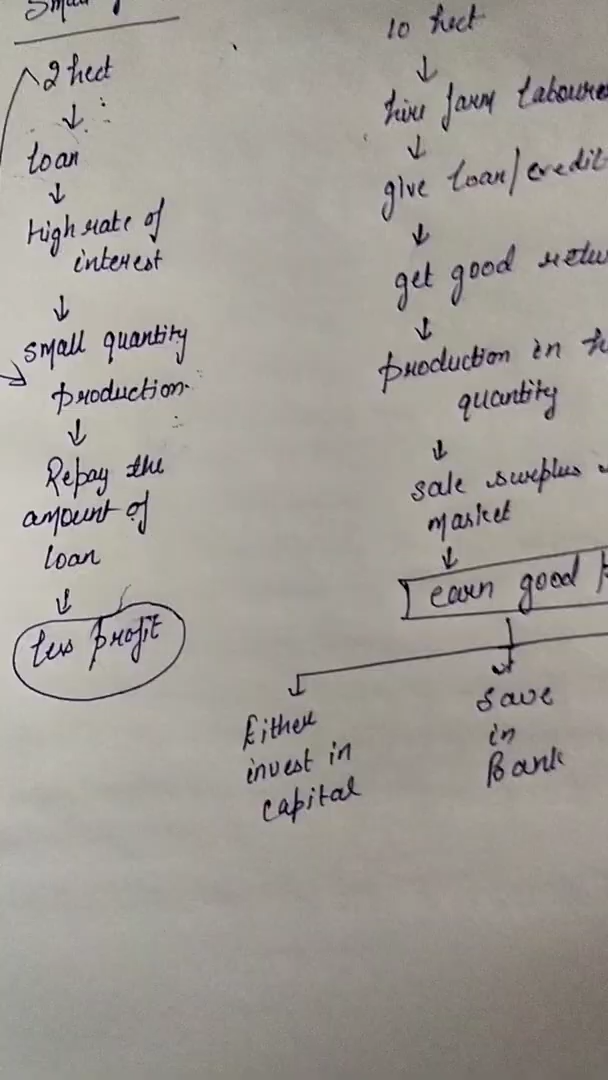 Small
2 hect
loan
High rate of
interest
small quantity
production
Repay the
amount of
loan
less profit
10 hect
hire farm
give loan/credit
get good
production in
quantity
sale surplus
market
earn good
Either
invest in
capital
Save
in
Bank